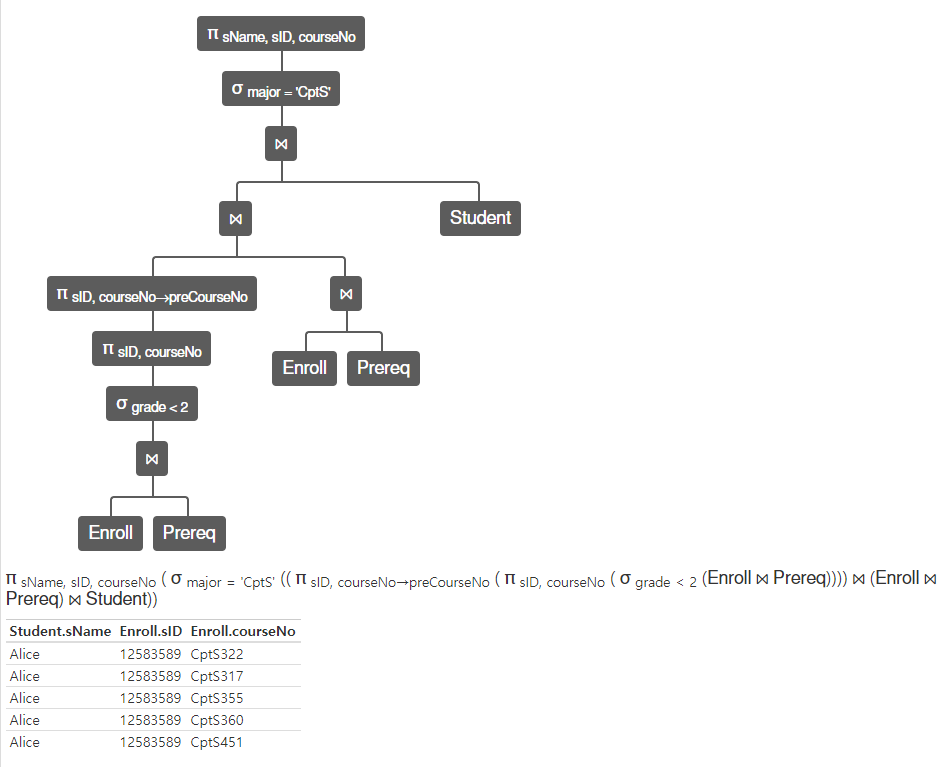 π sName, sID, courseNo
σ major = 'CptS'
⋈
⋈
Student
π sID, courseNo→preCourseNo
⋈
π sID, courseNo
Enroll
Prereq
σ grade < 2
⋈
Enroll
Prereq
π sName, sID, courseNo ( σ major = 'CptS' (( π sID, courseNo→preCourseNo ( π sID, courseNo ( σ grade < 2 (Enroll ⋈ Prereq)))) ⋈ (Enroll ⋈
Prereq) ⋈ Student))
Student.sName Enroll.sID Enroll.courseNo
Alice 12583589 CptS322
Alice 12583589 CptS317
Alice 12583589 CptS355
Alice 12583589 CptS360
Alice 12583589 CptS451